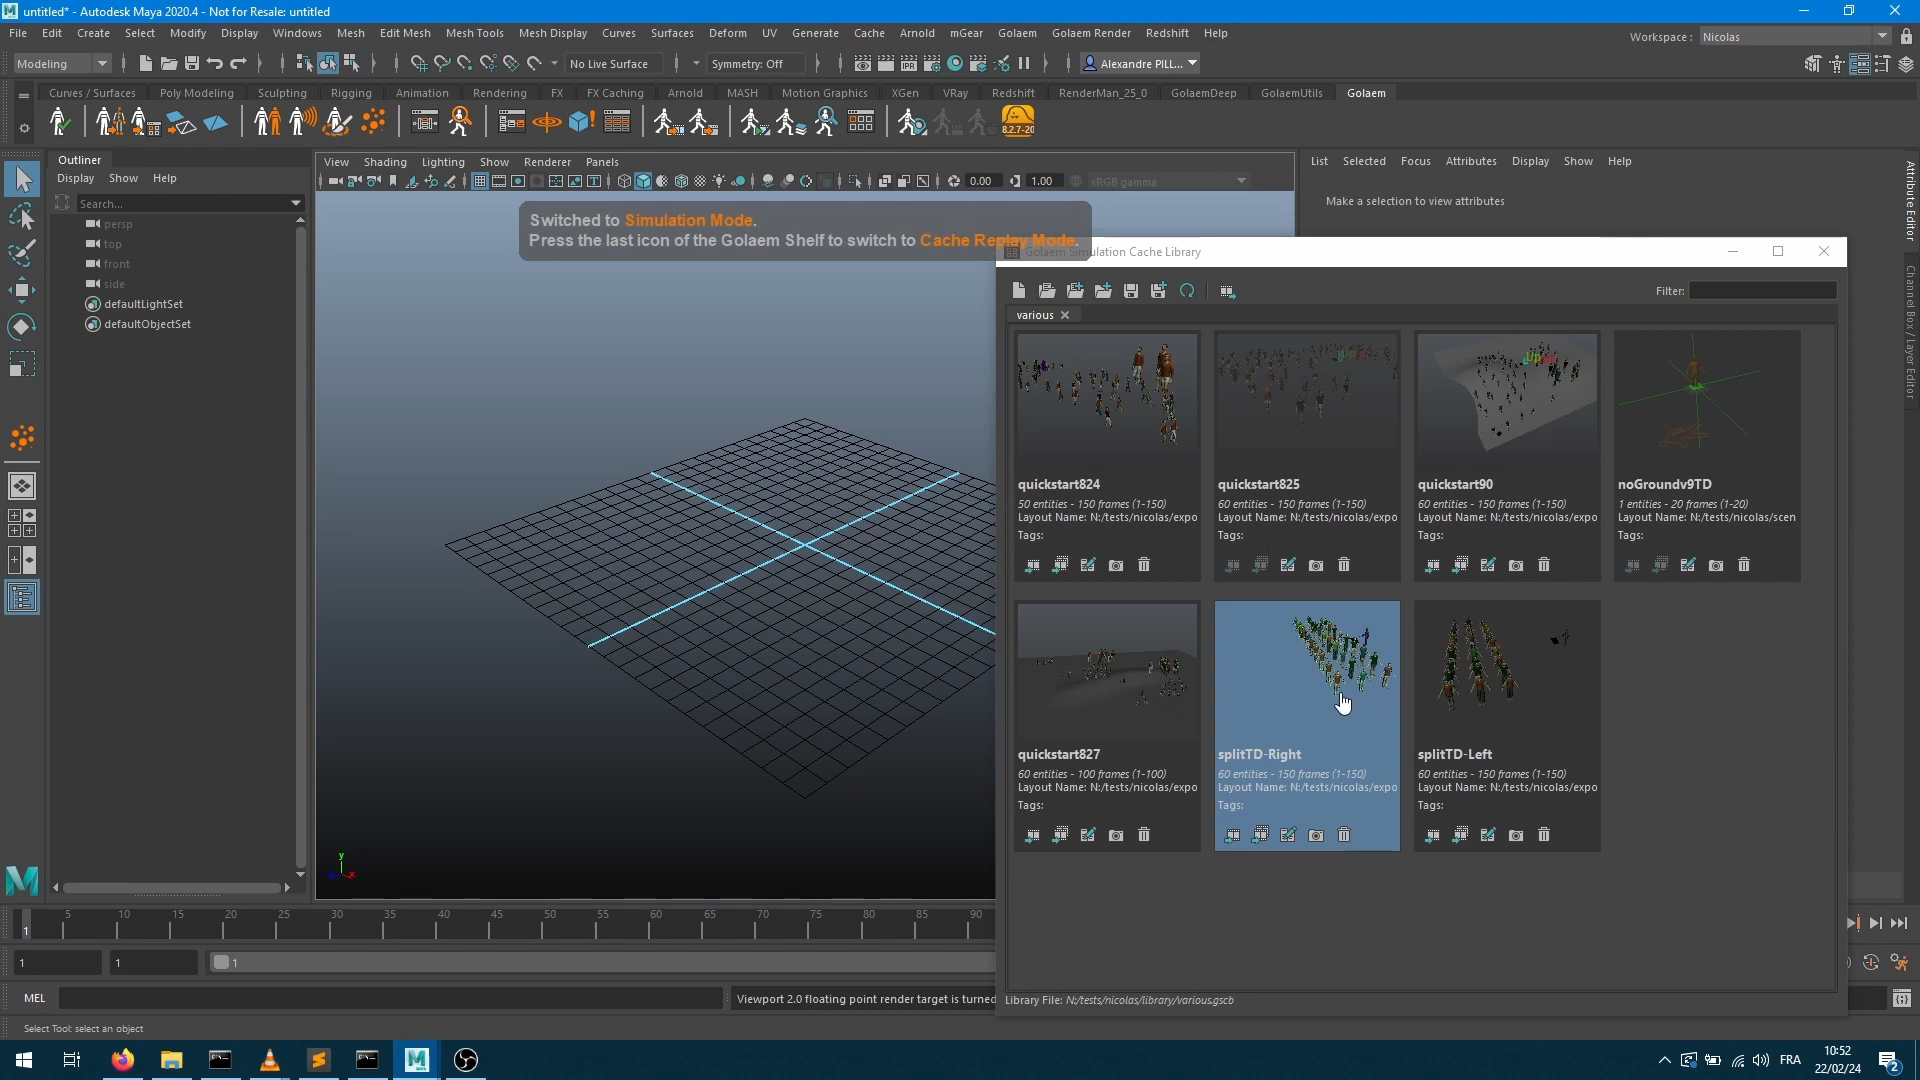 untitled* - Autodesk Maya 2020.4 - Not for Resale: untitled
File Edit Create Select Modify Display Windows Mesh Edit Mesh Mesh Tools Mesh Display Curves Surfaces Deform UV Generate Cache Arnold mGear Golaem Golaem Render Redshift Help
Workspace : Nicolas
Modeling No Live Surface Symmetry: Off Alexandre PILL...
Curves / Surfaces Poly Modeling Sculpting Rigging Animation Rendering FX FX Caching Arnold MASH Motion Graphics XGen VRay Redshift RenderMan_25_0 GolaemDeep GolaemUtils Golaem
IPR
8.2.7-20
Outliner
Display Show Help
Search...
persp
top
front
side
defaultLightSet
defaultObjectSet
View Shading Lighting Show Renderer Panels
0.00 1.00 sRGB gamma
Switched to Simulation Mode.
Press the last icon of the Golaem Shelf to switch to Cache Replay Mode.
List Selected Focus Attributes Display Show Help
Make a selection to view attributes
Attribute Editor
Channel Box / Layer Editor
Golaem Simulation Cache Library
Filter:
various
Up
Up
quickstart824
50 entities - 150 frames (1-150)
Layout Name: N:/tests/nicolas/expo
Tags:
quickstart825
60 entities - 150 frames (1-150)
Layout Name: N:/tests/nicolas/expo
Tags:
quickstart90
60 entities - 150 frames (1-150)
Layout Name: N:/tests/nicolas/expo
Tags:
noGroundv9TD
1 entities - 20 frames (1-20)
Layout Name: N:/tests/nicolas/scen
Tags:
quickstart827
60 entities - 100 frames (1-100)
Layout Name: N:/tests/nicolas/expo
Tags:
splitTD-Right
60 entities - 150 frames (1-150)
Layout Name: N:/tests/nicolas/expo
Tags:
splitTD-Left
60 entities - 150 frames (1-150)
Layout Name: N:/tests/nicolas/expo
Tags:
Library File: N:/tests/nicolas/library/various.gscb
y
x
5 10 15 20 25 30 35 40 45 50 55 60 65 70 75 80 85 90
1
1 1 1
MEL
Viewport 2.0 floating point render target is turned
Select Tool: select an object
FRA
10:52
22/02/24
2